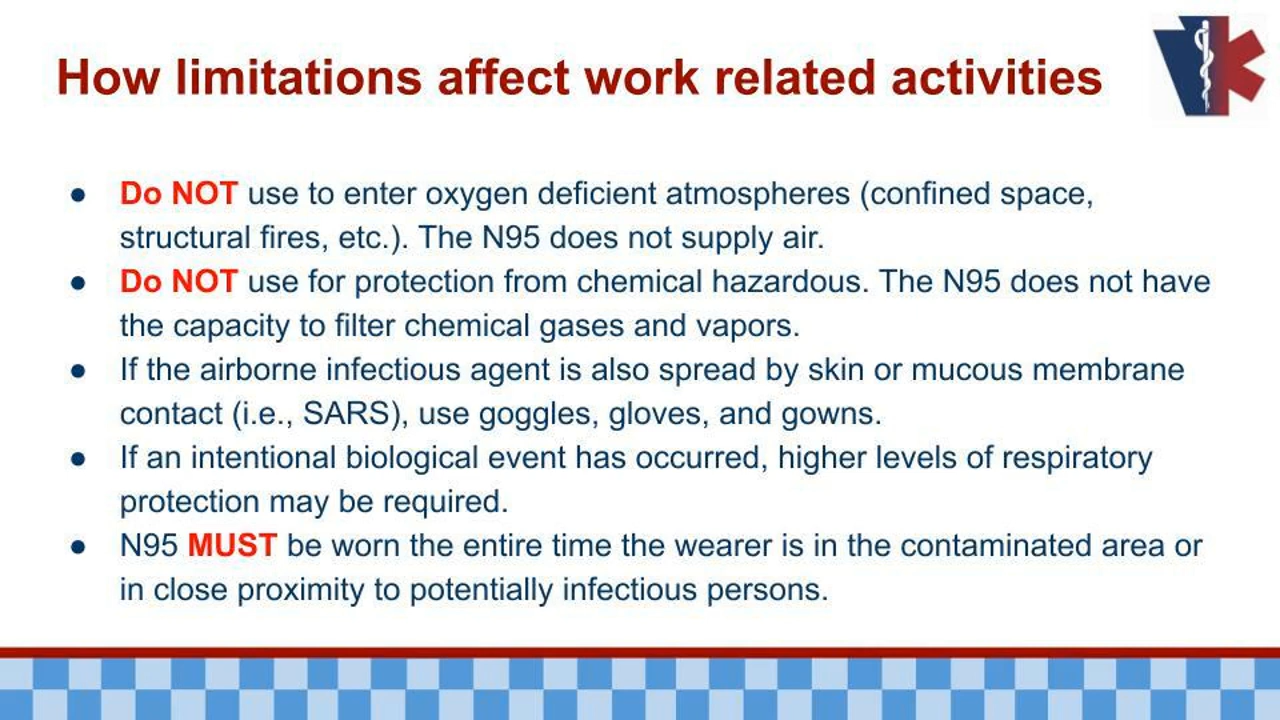 How limitations affect work related activities
● Do NOT use to enter oxygen deficient atmospheres (confined space,
structural fires, etc.). The N95 does not supply air.
● Do NOT use for protection from chemical hazardous. The N95 does not have
the capacity to filter chemical gases and vapors.
● If the airborne infectious agent is also spread by skin or mucous membrane
contact (i.e., SARS), use goggles, gloves, and gowns.
● If an intentional biological event has occurred, higher levels of respiratory
protection may be required.
● N95 MUST be worn the entire time the wearer is in the contaminated area or
in close proximity to potentially infectious persons.